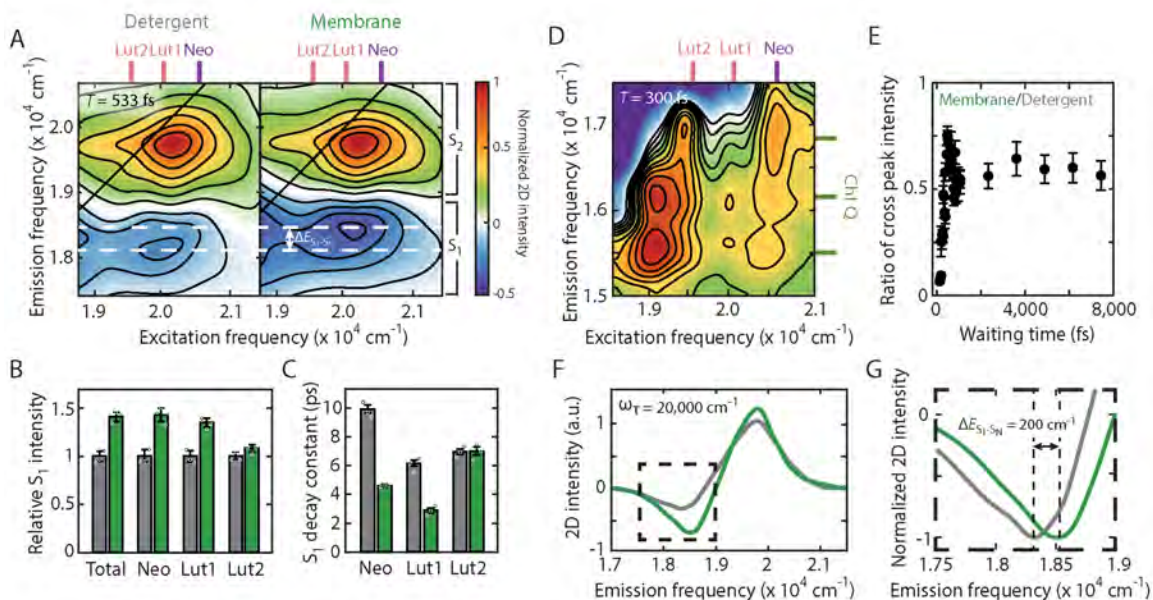 A
Detergent
Membrane
Lut2 Lut1 Neo
Lut2 Lut1 Neo
T = 533 fs
Emission frequency (x 10⁴ cm⁻¹)
2.0
1.9
1.8
1.9 2.0 2.1
1.9 2.0 2.1
Excitation frequency (x 10⁴ cm⁻¹)
S₂
S₁
1
0.5
0
-0.5
Normalized 2D intensity
D
Lut2 Lut1 Neo
T = 300 fs
Emission frequency (x 10⁴ cm⁻¹)
1.7
1.6
1.5
1.9 2.0 2.1
Excitation frequency (x 10⁴ cm⁻¹)
Chl Q
E
Membrane/Detergent
Ratio of cross peak intensity
1
0.5
0
0 4,000 8,000
Waiting time (fs)
B
Relative S₁ intensity
1.5
1
0.5
0
Total Neo Lut1 Lut2
C
S₁ decay constant (ps)
10
8
6
4
2
0
Neo Lut1 Lut2
F
ωτ = 20,000 cm⁻¹
2D intensity (a.u.)
1
0
-1
1.7 1.8 1.9 2 2.1
Emission frequency (x 10⁴ cm⁻¹)
G
= 200 cm⁻¹
Normalized 2D intensity
0
-1
1.75 1.8 1.85 1.9
Emission frequency (x 10⁴ cm⁻¹)